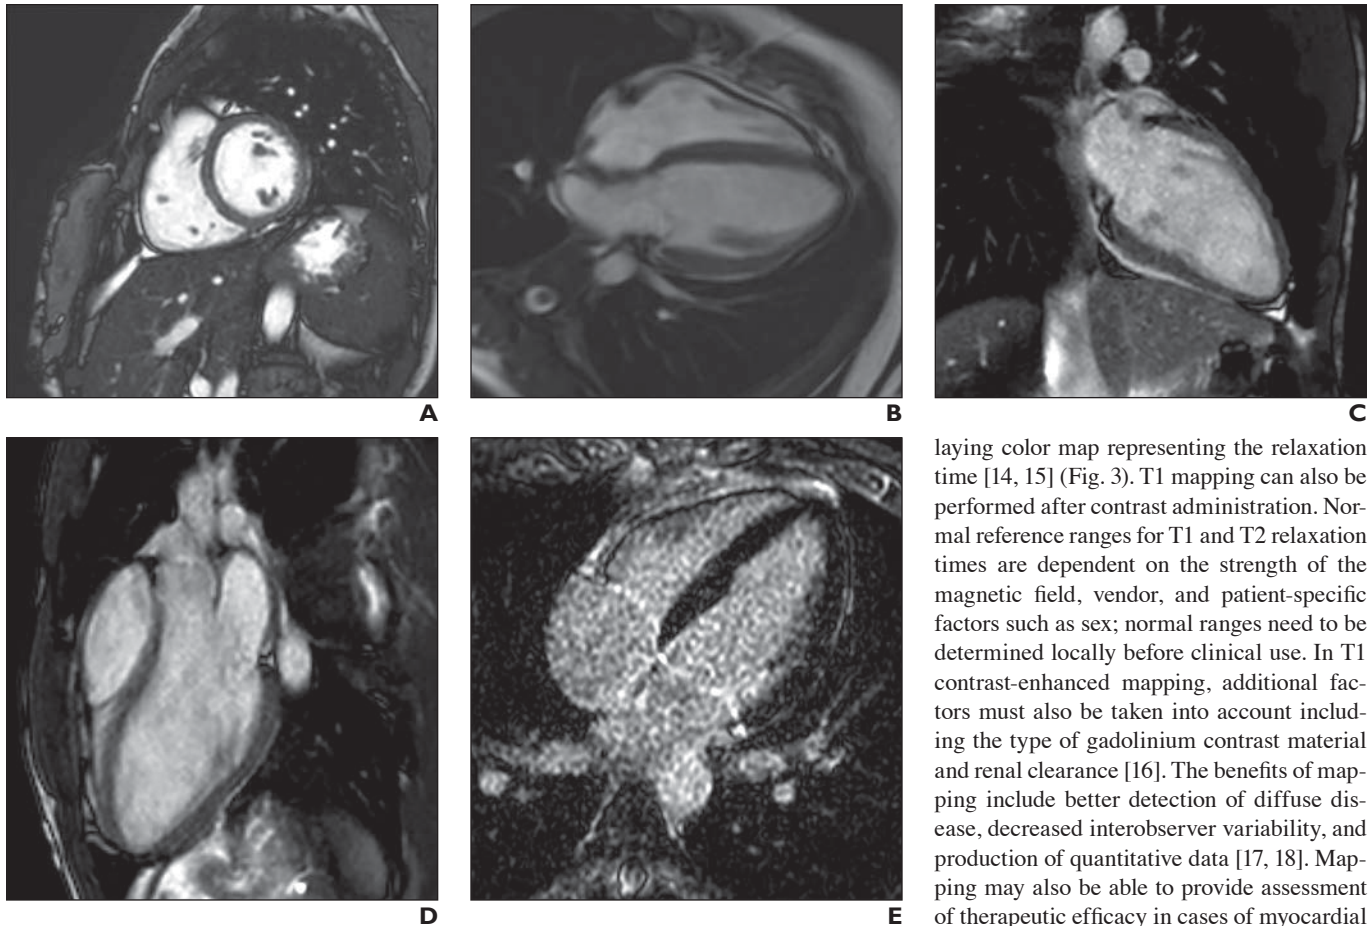 A
B
C
D
E
laying color map representing the relaxation
time [14, 15] (Fig. 3). T1 mapping can also be
performed after contrast administration. Nor-
mal reference ranges for T1 and T2 relaxation
times are dependent on the strength of the
magnetic field, vendor, and patient-specific
factors such as sex; normal ranges need to be
determined locally before clinical use. In T1
contrast-enhanced mapping, additional fac-
tors must also be taken into account includ-
ing the type of gadolinium contrast material
and renal clearance [16]. The benefits of map-
ping include better detection of diffuse dis-
ease, decreased interobserver variability, and
production of quantitative data [17, 18]. Map-
ping may also be able to provide assessment
of therapeutic efficacy in cases of myocardial